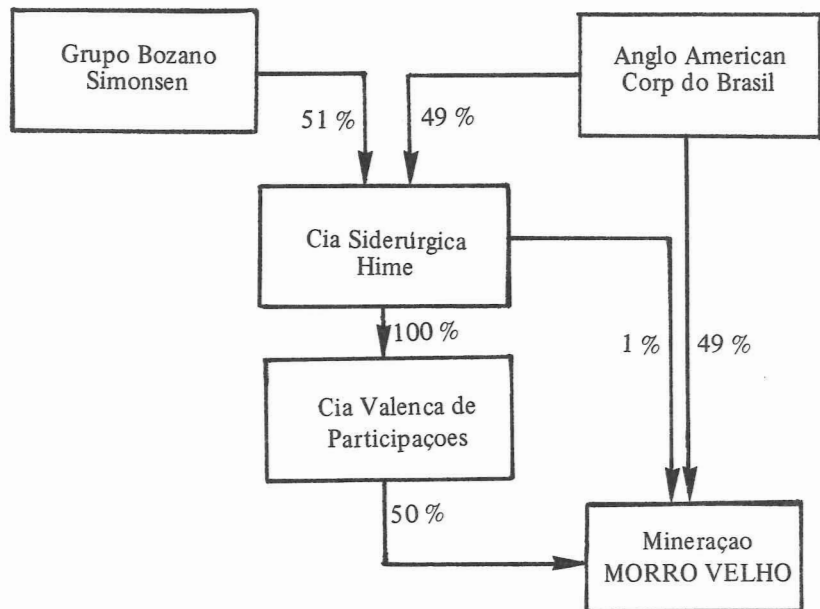 Grupo Bozano
Simonsen
Anglo American
Corp do Brasil
51 %
49 %
Cia Siderúrgica
Hime
100 %
1 %
49 %
Cia Valenca de
Participaçoes
50 %
Mineraçao
MORRO VELHO